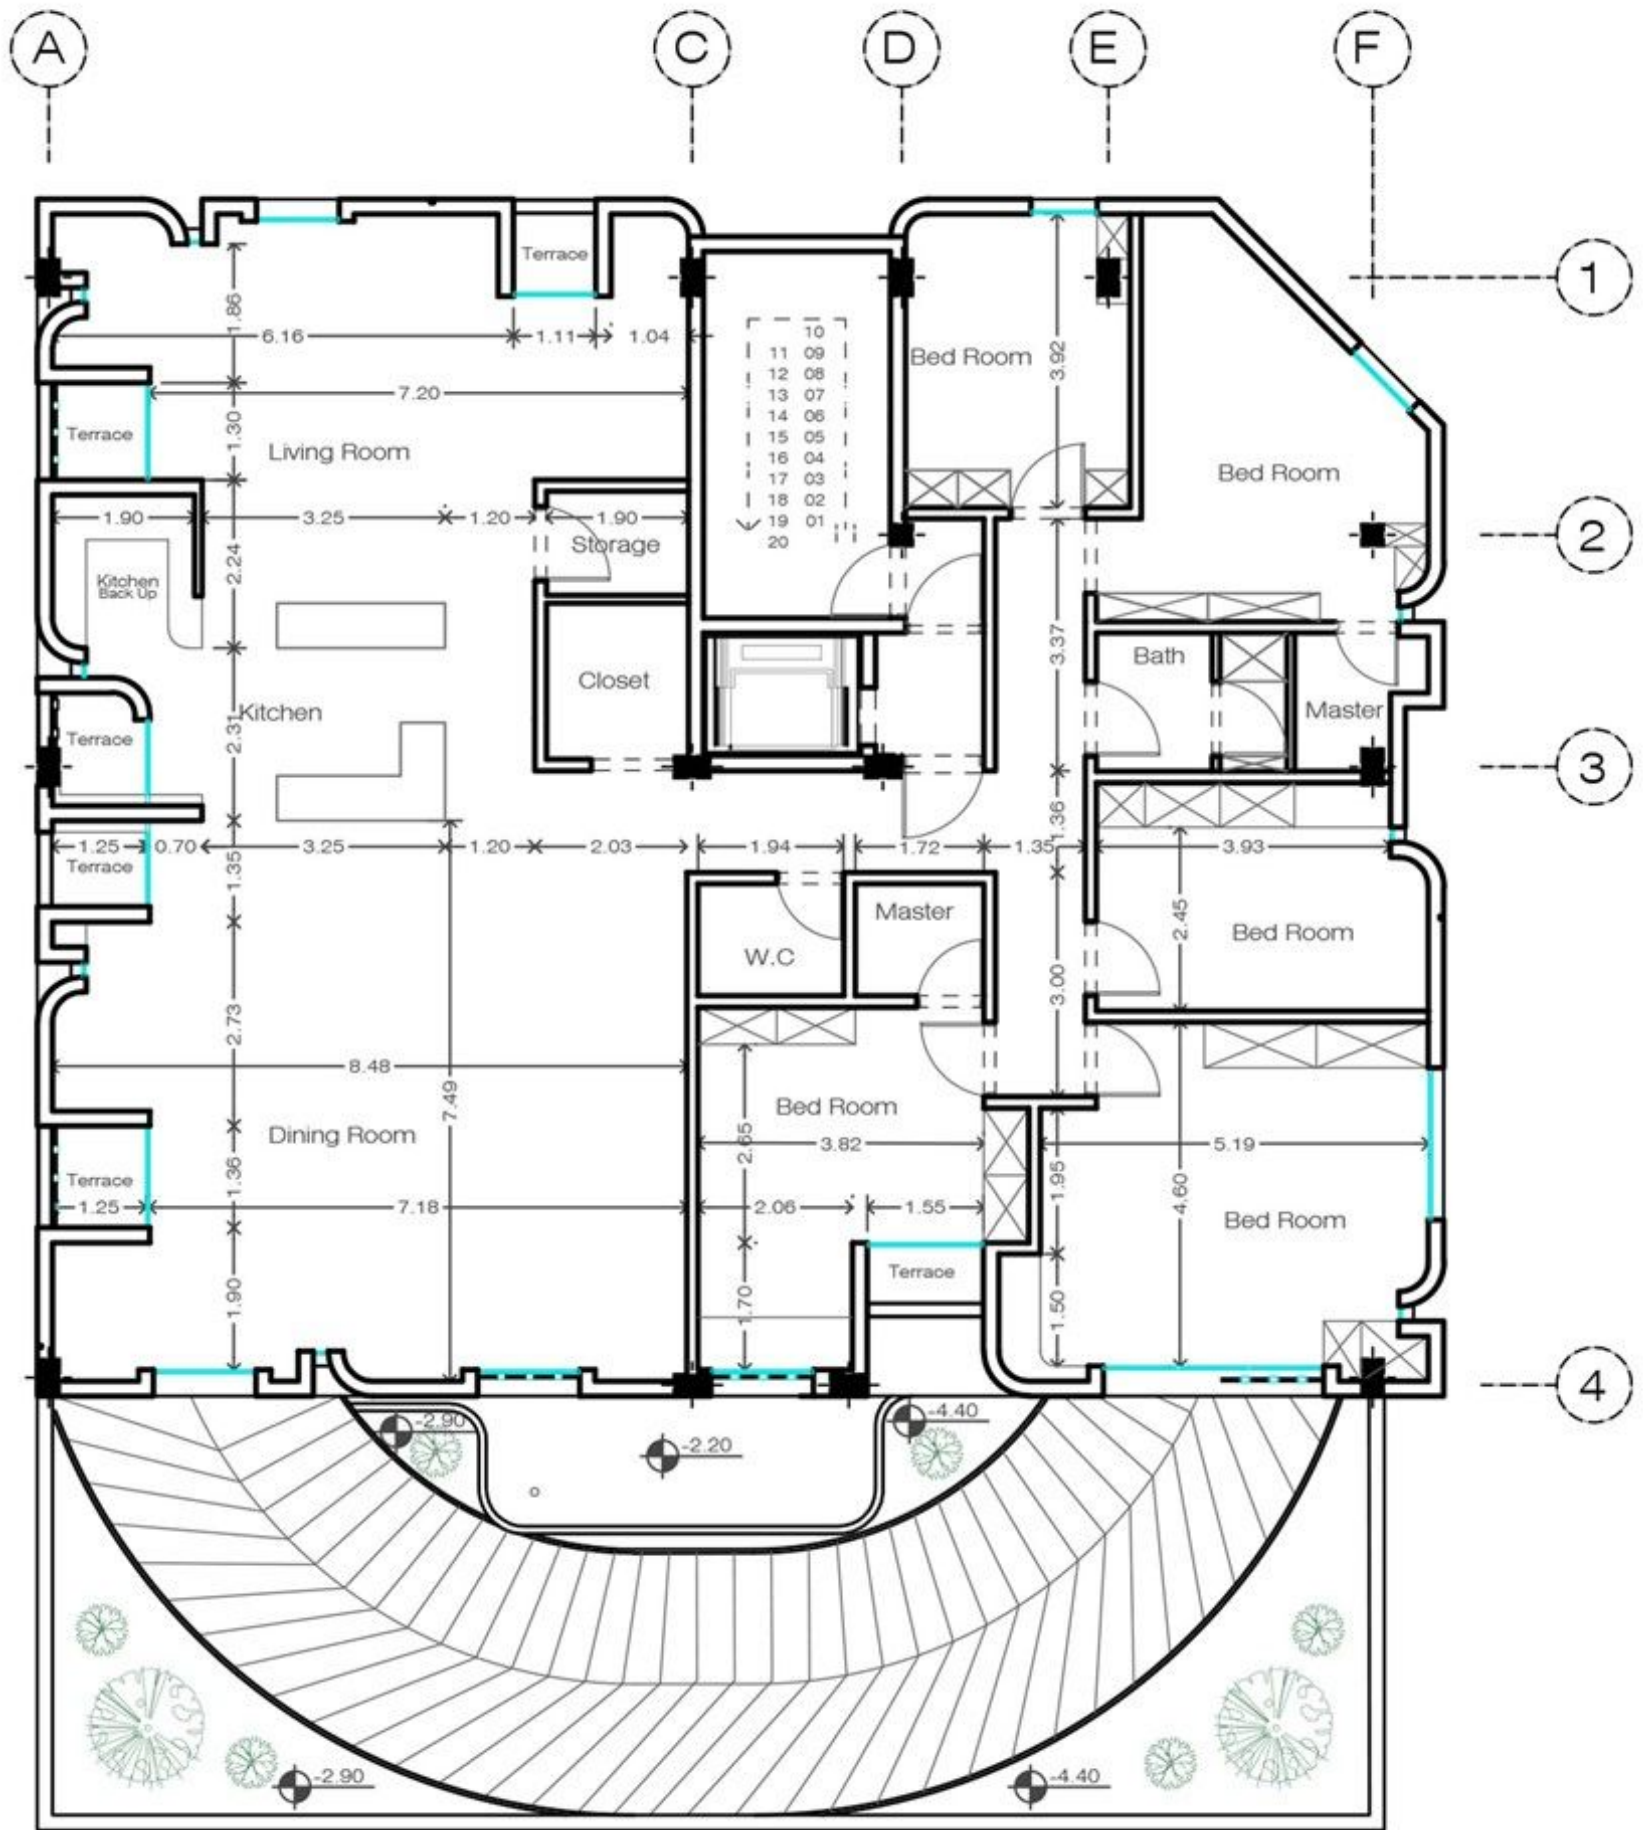 A C D E F
Terrace
1
1.86
6.16 1.11 1.04
10
11 09
12 08
13 07
14 06
15 05
16 04
17 03
18 02
19 01
20
Bed Room
3.92
7.20
Terrace
1.30
Living Room
Bed Room
1.90 3.25 1.20 1.90
Storage
2
2.24
Kitchen
Back Up
3.37
Bath
Closet
Master
Kitchen
2.31
Terrace
3
1.36
1.25 0.70 3.25 1.20 2.03 1.94 1.72 1.35 3.93
Terrace
1.35
Master
2.45
Bed Room
W.C
3.00
2.73
8.48
7.49
Bed Room
Dining Room
2.65
3.82
5.19
1.36
Terrace
1.95
4.60
1.25 7.18 2.06 1.55
Bed Room
Terrace
1.90
1.70
1.50
4
-2.90
-4.40
-2.20
-2.90
-4.40